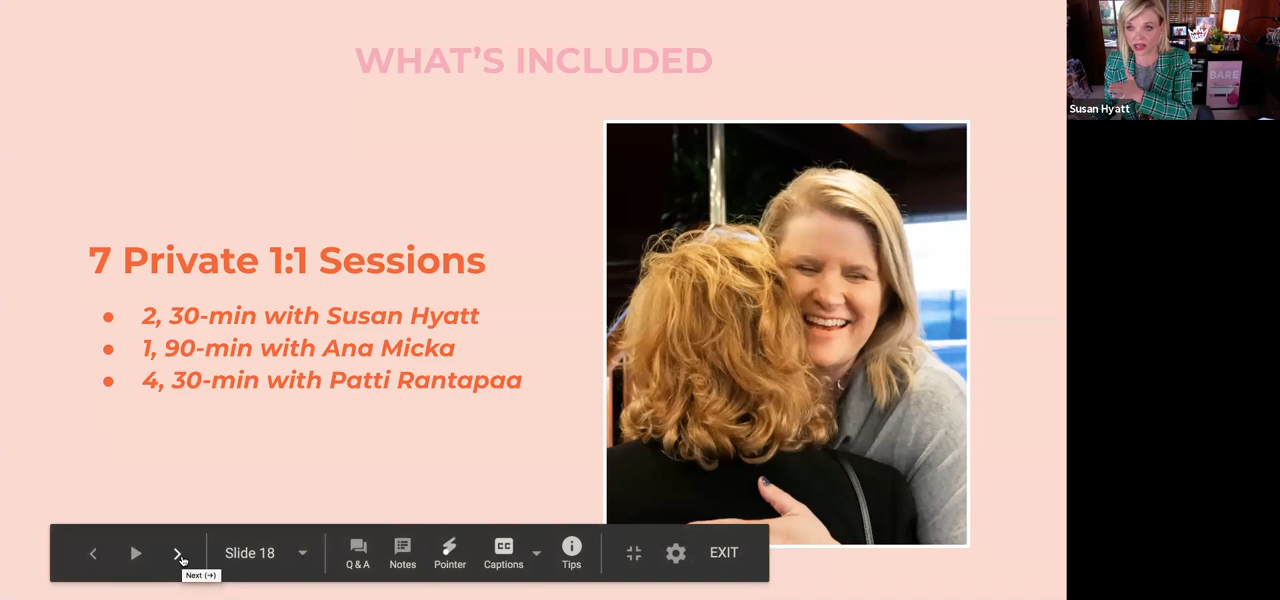 WHAT'S INCLUDED
7 Private 1:1 Sessions
● 2, 30-min with Susan Hyatt
● 1, 90-min with Ana Micka
● 4, 30-min with Patti Rantapaa
Susan Hyatt
BARE
Slide 18
Q & A
Notes
Pointer
CC
Captions
Tips
EXIT
Next (→)